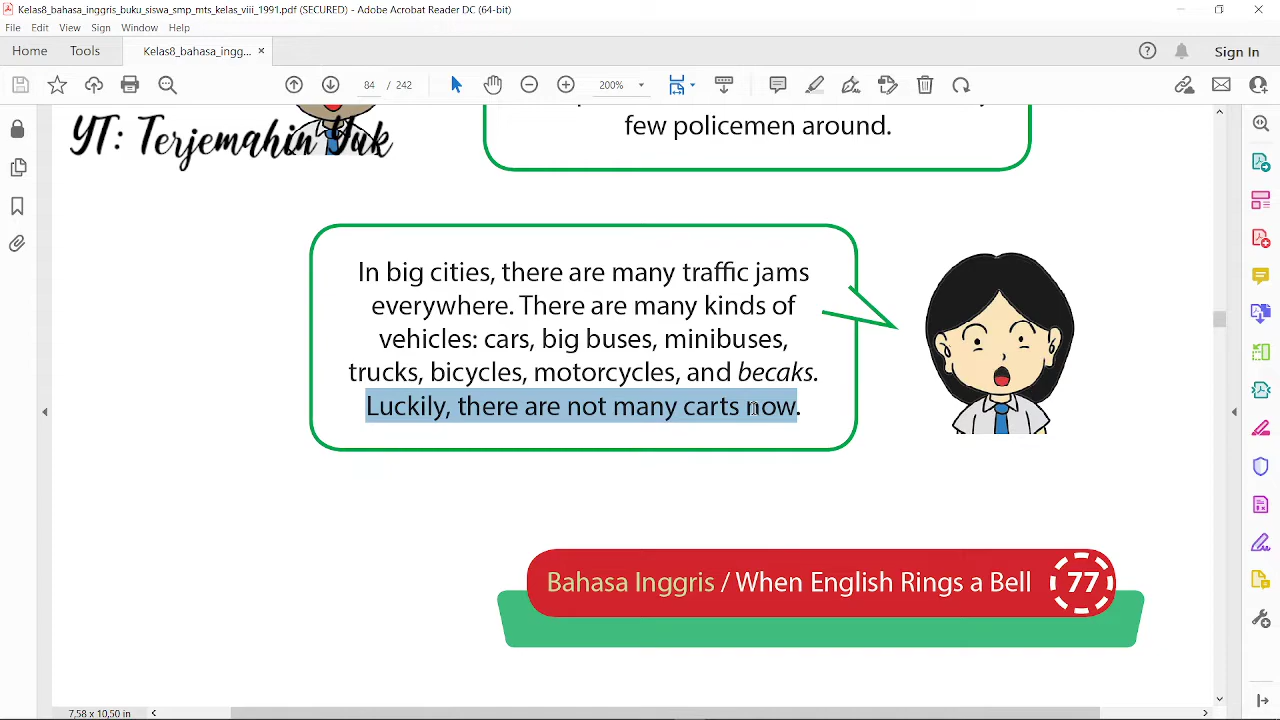 Kelas8_bahasa_inggris_buku_siswa_smp_mts_kelas_viii_1991.pdf (SECURED) - Adobe Acrobat Reader DC (64-bit)
File Edit View Sign Window Help
Home Tools Kelas8_bahasa_ingg... × Sign In
84 / 242 200%
YT: Terjemahin Yuk
few policemen around.
In big cities, there are many traffic jams
everywhere. There are many kinds of
vehicles: cars, big buses, minibuses,
trucks, bicycles, motorcycles, and becaks.
Luckily, there are not many carts now.
Bahasa Inggris / When English Rings a Bell 77
7,58 x 10,50 in